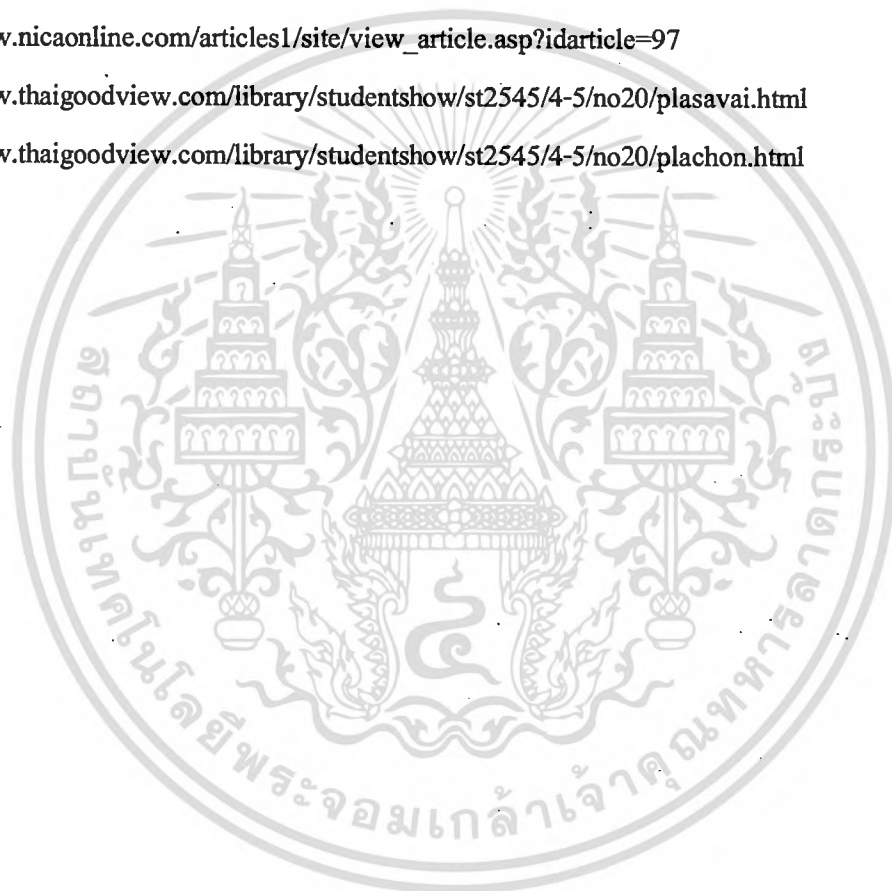 w.nicaonline.com/articles1/site/view_article.asp?idarticle=97
w.thaigoodview.com/library/studentshow/st2545/4-5/no20/plasavai.html
w.thaigoodview.com/library/studentshow/st2545/4-5/no20/plachon.html
สถาบันเทคโนโลยีพระจอมเกล้าเจ้าคุณทหารลาดกระบัง